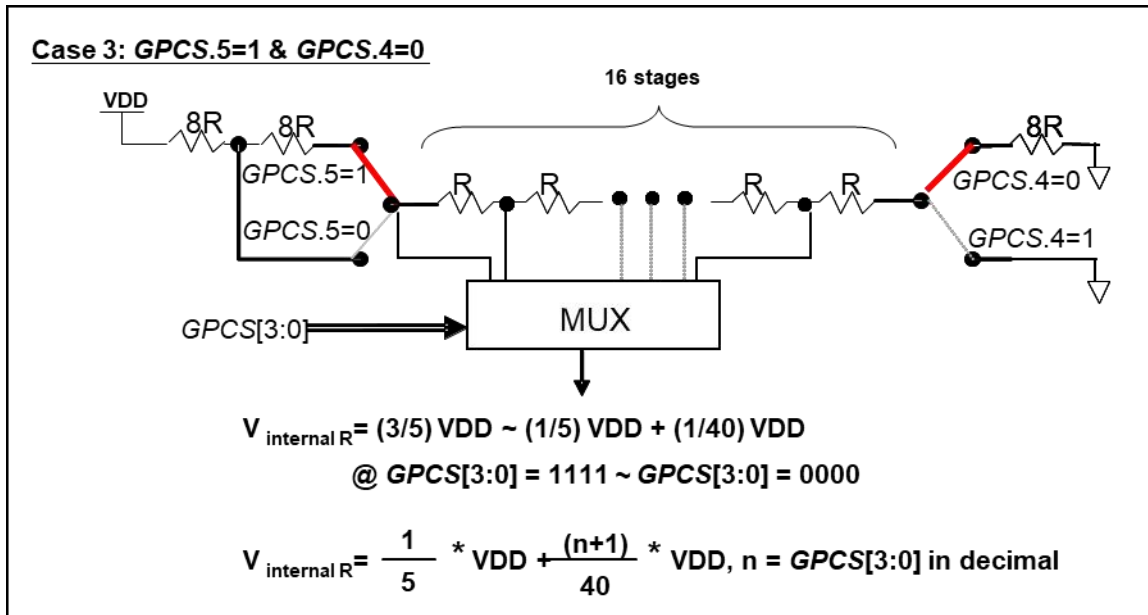 Case 3: GPCS.5=1 & GPCS.4=0
16 stages
VDD
8R
8R
8R
GPCS.5=1
R
R
R
R
GPCS.4=0
GPCS.5=0
GPCS.4=1
MUX
GPCS[3:0]
V internal R= (3/5) VDD ~ (1/5) VDD + (1/40) VDD
@ GPCS[3:0] = 1111 ~ GPCS[3:0] = 0000
V internal R= 1/5 * VDD + (n+1)/40 * VDD, n = GPCS[3:0] in decimal